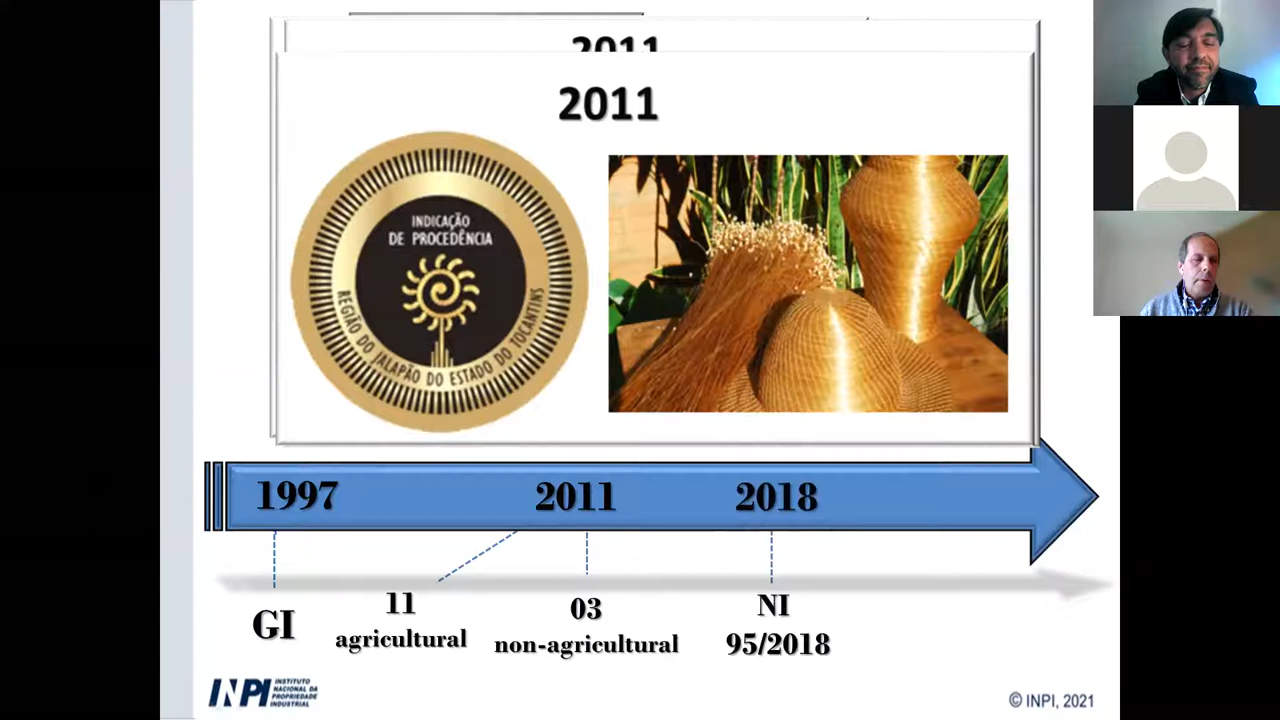 2011
2011
INDICAÇÃO
DE PROCEDÊNCIA
REGIÃO DO JALAPÃO DO ESTADO DO TOCANTINS
1997
2011
2018
GI
11
agricultural
03
non-agricultural
NI
95/2018
INPI
INSTITUTO
NACIONAL DA
PROPRIEDADE
INDUSTRIAL
© INPI, 2021